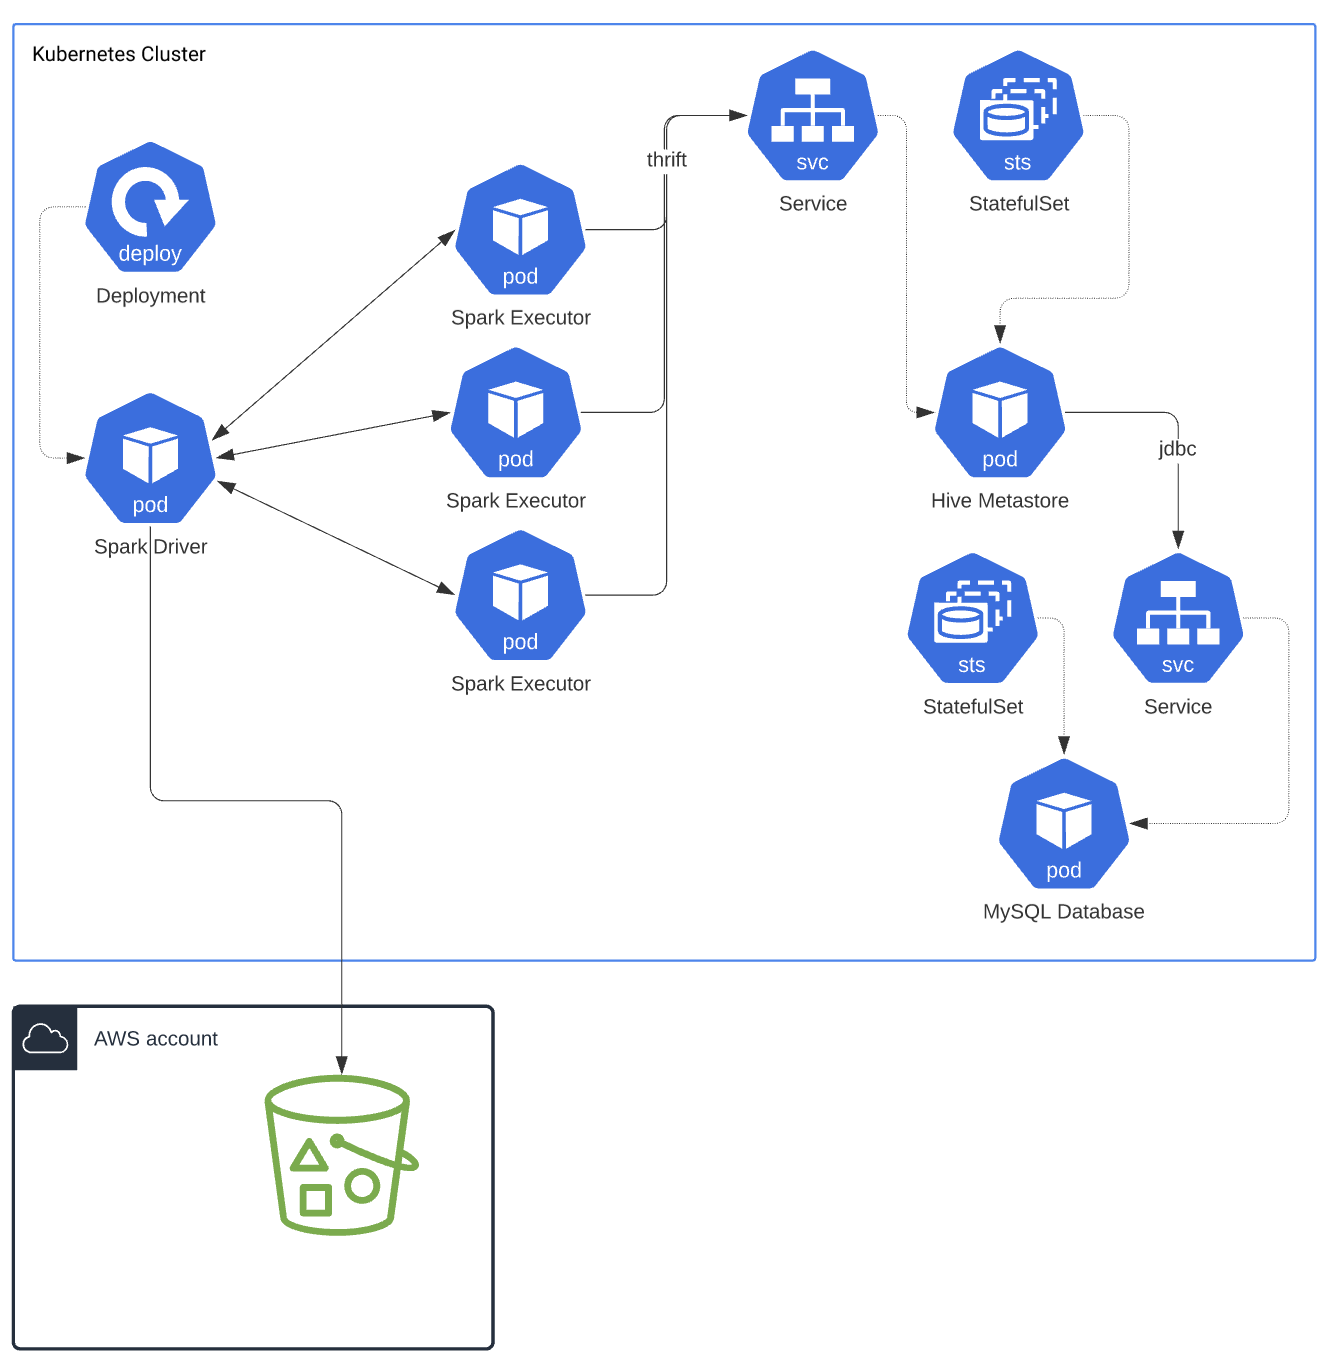 Kubernetes Cluster
deploy
Deployment
pod
Spark Driver
pod
Spark Executor
pod
Spark Executor
pod
Spark Executor
thrift
svc
Service
sts
StatefulSet
pod
Hive Metastore
jdbc
sts
StatefulSet
svc
Service
pod
MySQL Database
AWS account